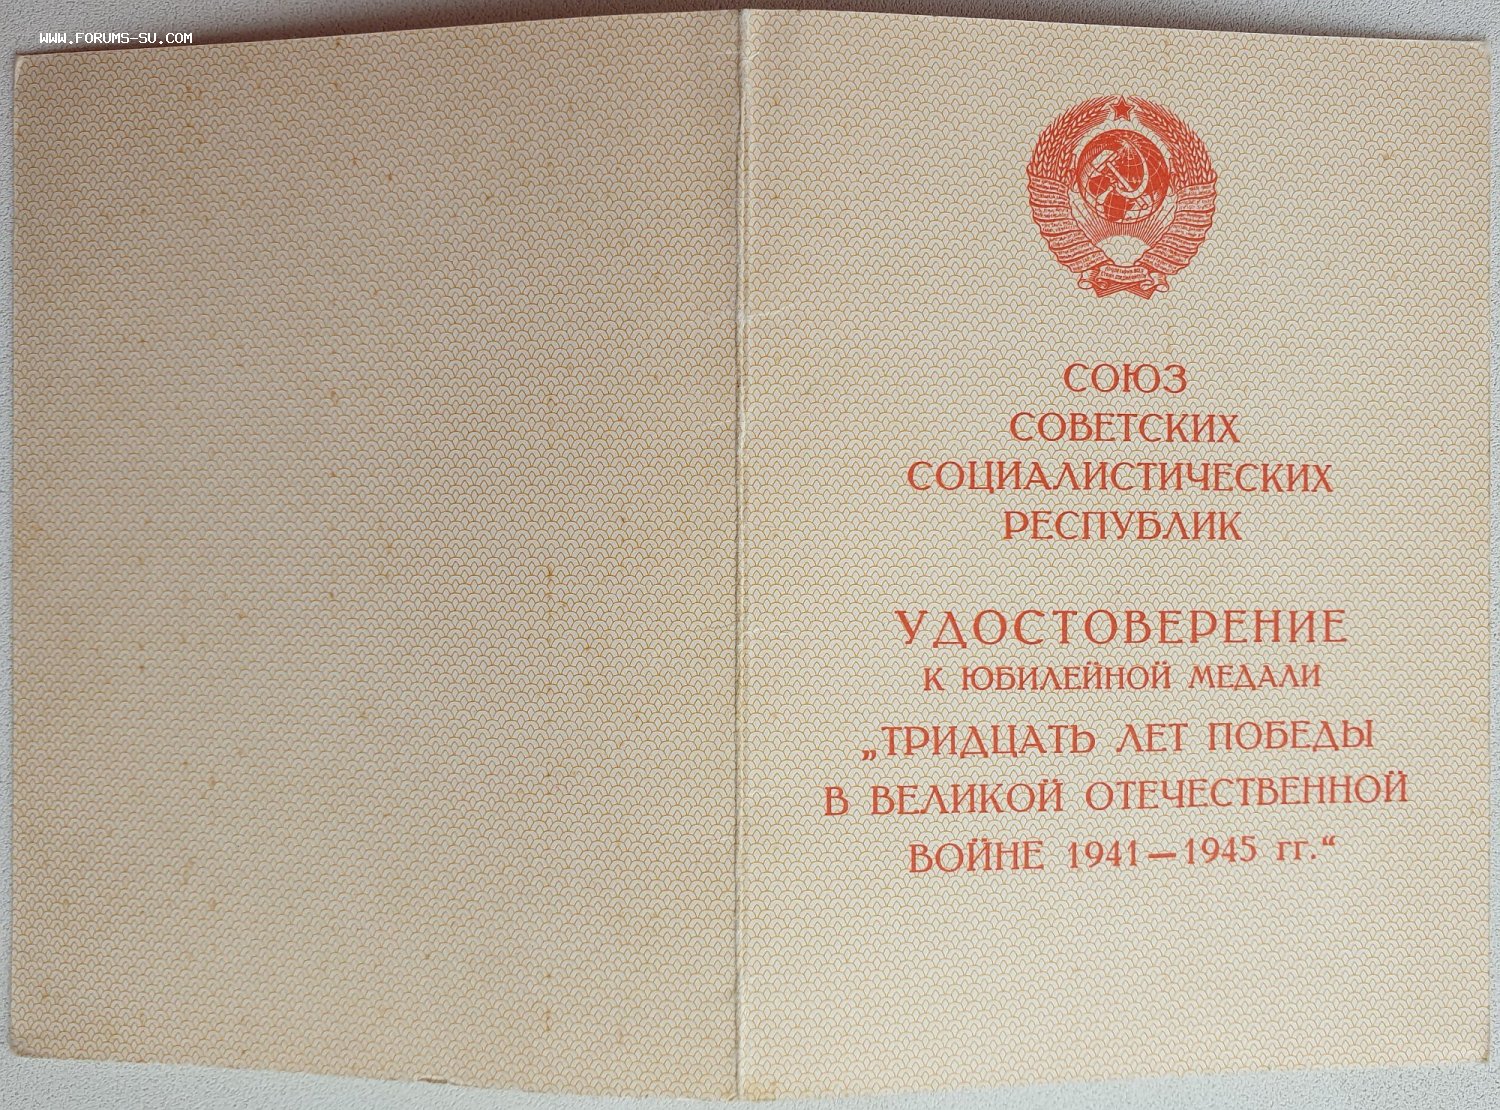 WWW.FORUMS-SU.COM
СОЮЗ
СОВЕТСКИХ
СОЦИАЛИСТИЧЕСКИХ
РЕСПУБЛИК
УДОСТОВЕРЕНИЕ
К ЮБИЛЕЙНОЙ МЕДАЛИ
„ТРИДЦАТЬ ЛЕТ ПОБЕДЫ
В ВЕЛИКОЙ ОТЕЧЕСТВЕННОЙ
ВОЙНЕ 1941—1945 гг.“